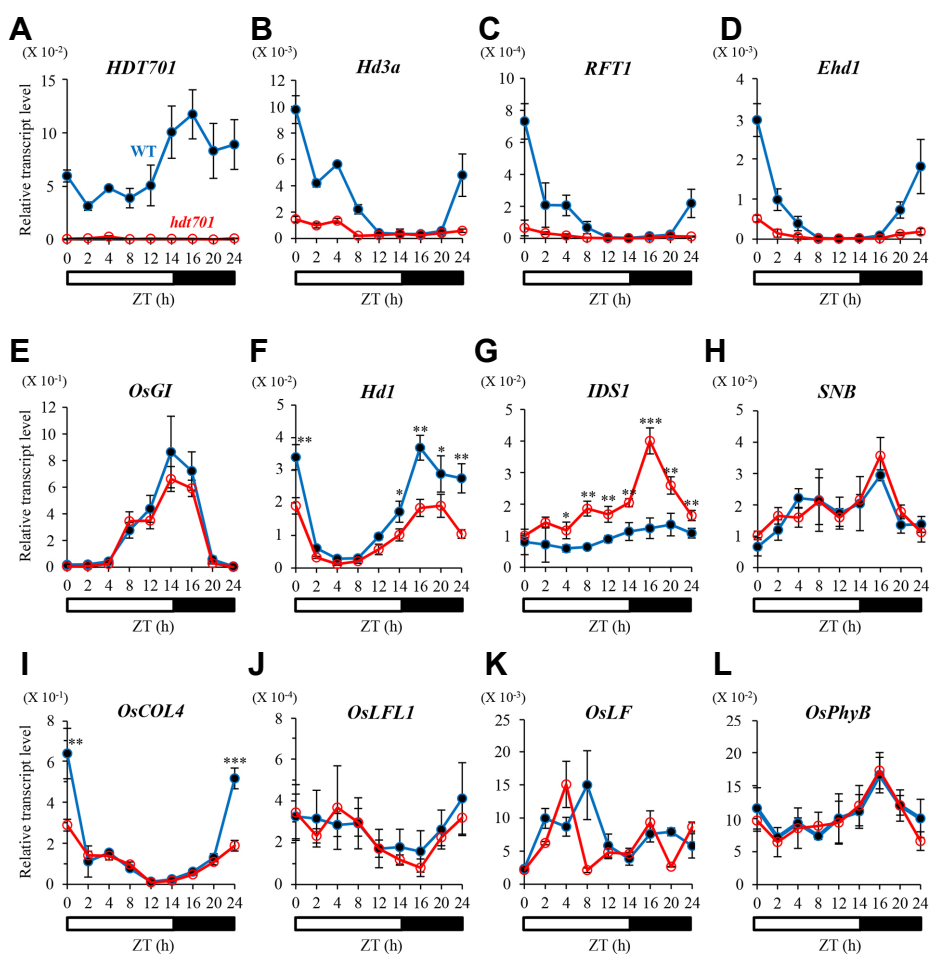 A B C D
(X 10-2) (X 10-3) (X 10-4) (X 10-3)
HDT701 Hd3a RFT1 Ehd1
Relative transcript level
15
10
5
0
WT
hdt701
0 2 4 8 12 14 16 20 24
ZT (h)
12
10
8
6
4
2
0
0 2 4 8 12 14 16 20 24
ZT (h)
10
8
6
4
2
0
0 2 4 8 12 14 16 20 24
ZT (h)
4
3
2
1
0
0 2 4 8 12 14 16 20 24
ZT (h)
E F G H
(X 10-1) (X 10-2) (X 10-2) (X 10-2)
OsGI Hd1 IDS1 SNB
Relative transcript level
12
10
8
6
4
2
0
0 2 4 8 12 14 16 20 24
ZT (h)
5
4
3
2
1
0
** * ** * **
0 2 4 8 12 14 16 20 24
ZT (h)
5
4
3
2
1
0
* ** ** ** *** ** **
0 2 4 8 12 14 16 20 24
ZT (h)
5
4
3
2
1
0
0 2 4 8 12 14 16 20 24
ZT (h)
I J K L
(X 10-1) (X 10-4) (X 10-3) (X 10-2)
OsCOL4 OsLFL1 OsLF OsPhyB
Relative transcript level
8
6
4
2
0
** ***
0 2 4 8 12 14 16 20 24
ZT (h)
8
6
4
2
0
0 2 4 8 12 14 16 20 24
ZT (h)
25
20
15
10
5
0
0 2 4 8 12 14 16 20 24
ZT (h)
25
20
15
10
5
0
0 2 4 8 12 14 16 20 24
ZT (h)